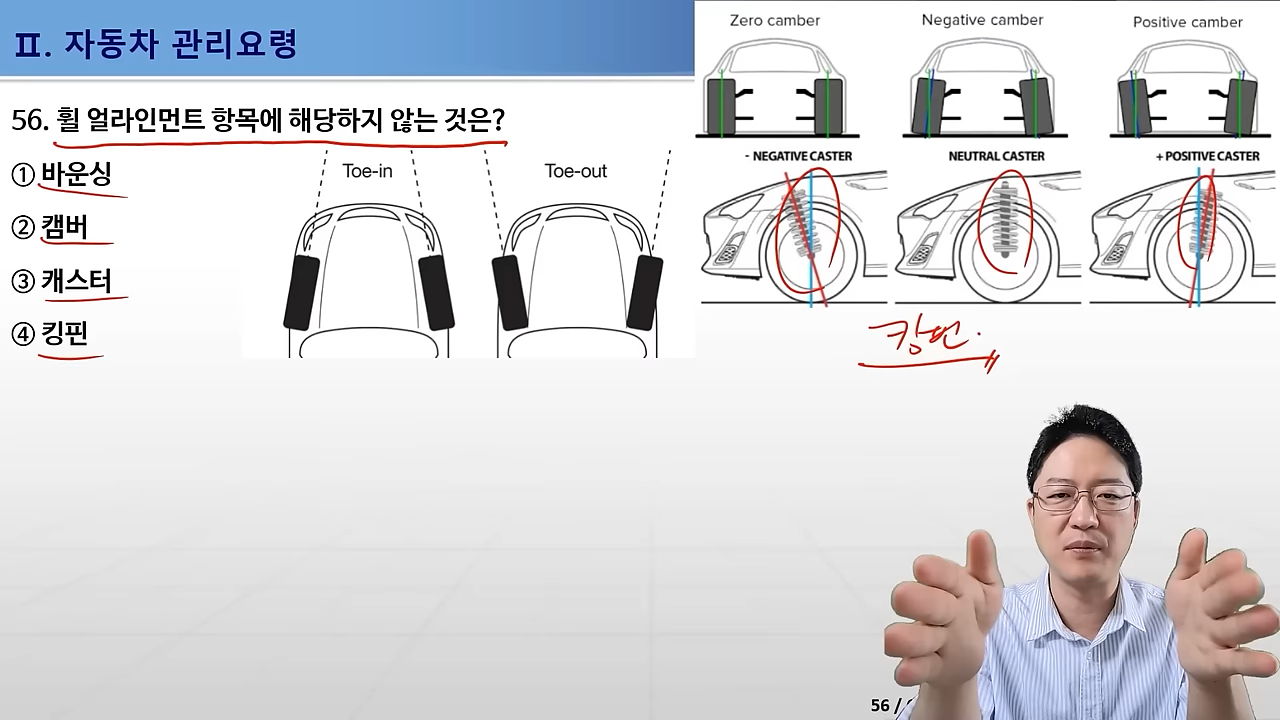 Ⅱ. 자동차 관리요령
56. 휠 얼라인먼트 항목에 해당하지 않는 것은?
① 바운싱
② 캠버
③ 캐스터
④ 킹핀
Toe-in
Toe-out
Zero camber
Negative camber
Positive camber
- NEGATIVE CASTER
NEUTRAL CASTER
+ POSITIVE CASTER
56 /